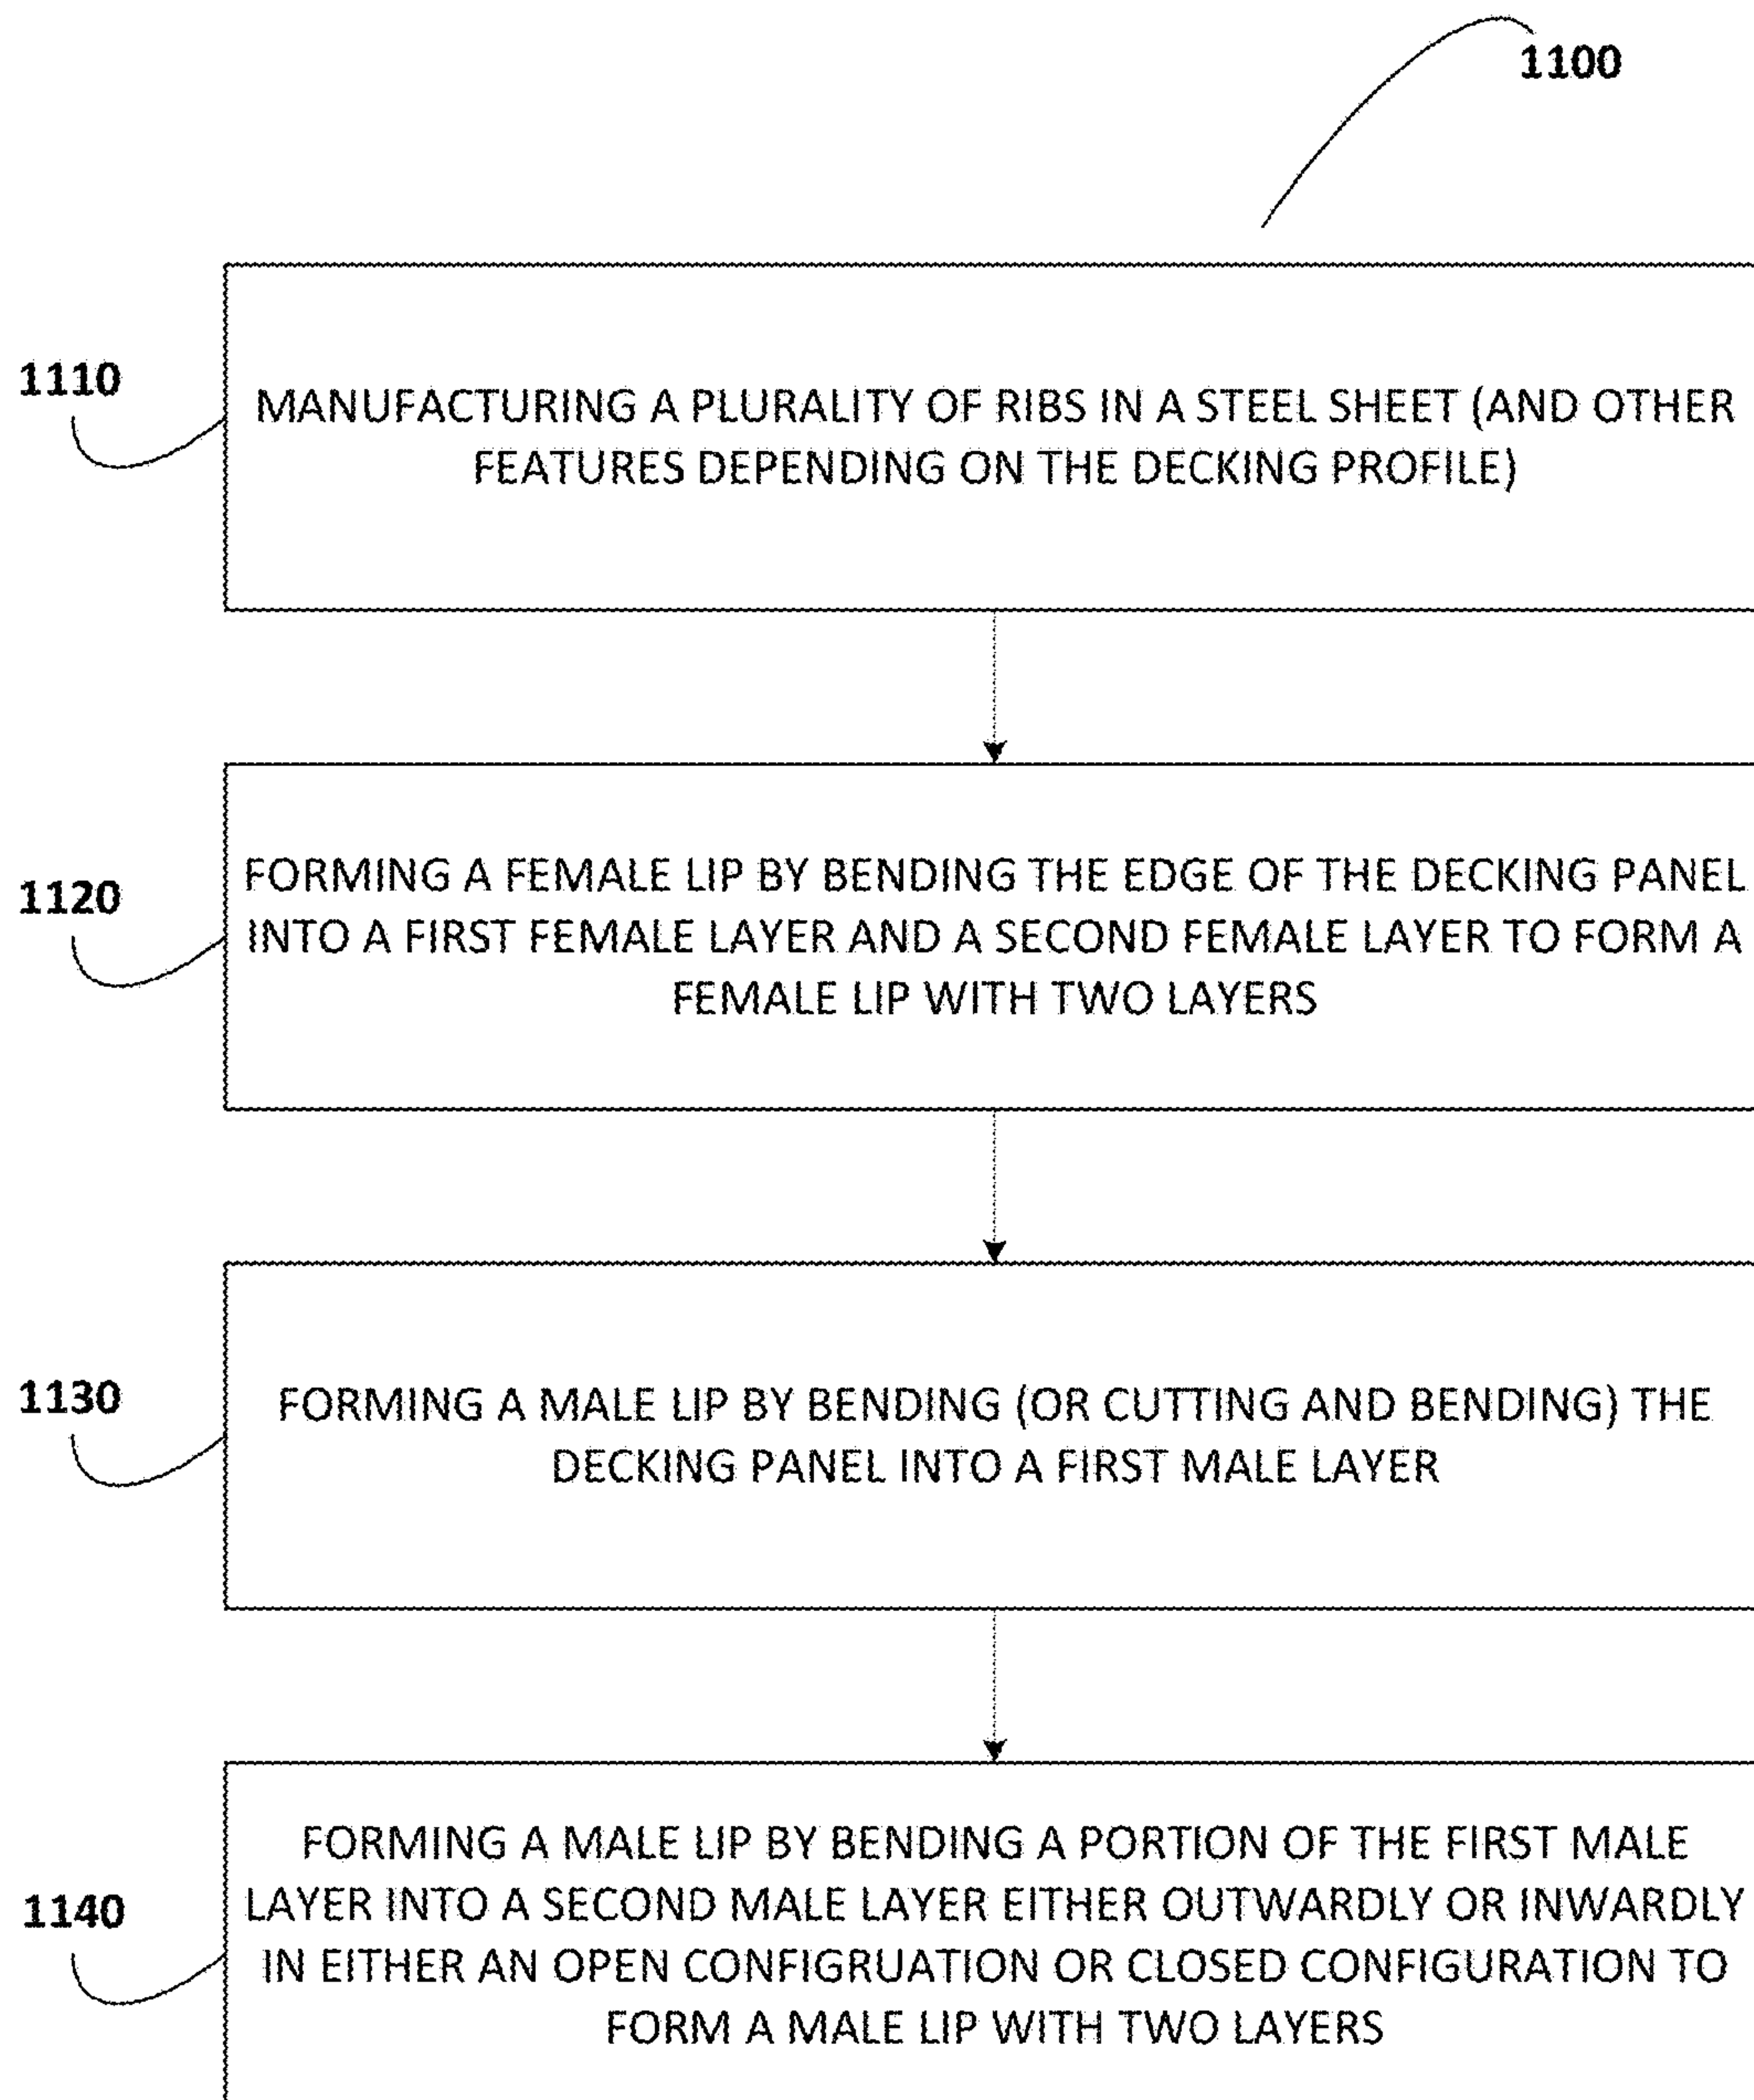 1100
1110
MANUFACTURING A PLURALITY OF RIBS IN A STEEL SHEET (AND OTHER
FEATURES DEPENDING ON THE DECKING PROFILE)
1120
FORMING A FEMALE LIP BY BENDING THE EDGE OF THE DECKING PANEL
INTO A FIRST FEMALE LAYER AND A SECOND FEMALE LAYER TO FORM A
FEMALE LIP WITH TWO LAYERS
1130
FORMING A MALE LIP BY BENDING (OR CUTTING AND BENDING) THE
DECKING PANEL INTO A FIRST MALE LAYER
1140
FORMING A MALE LIP BY BENDING A PORTION OF THE FIRST MALE
LAYER INTO A SECOND MALE LAYER EITHER OUTWARDLY OR INWARDLY
IN EITHER AN OPEN CONFIGRUATION OR CLOSED CONFIGURATION TO
FORM A MALE LIP WITH TWO LAYERS